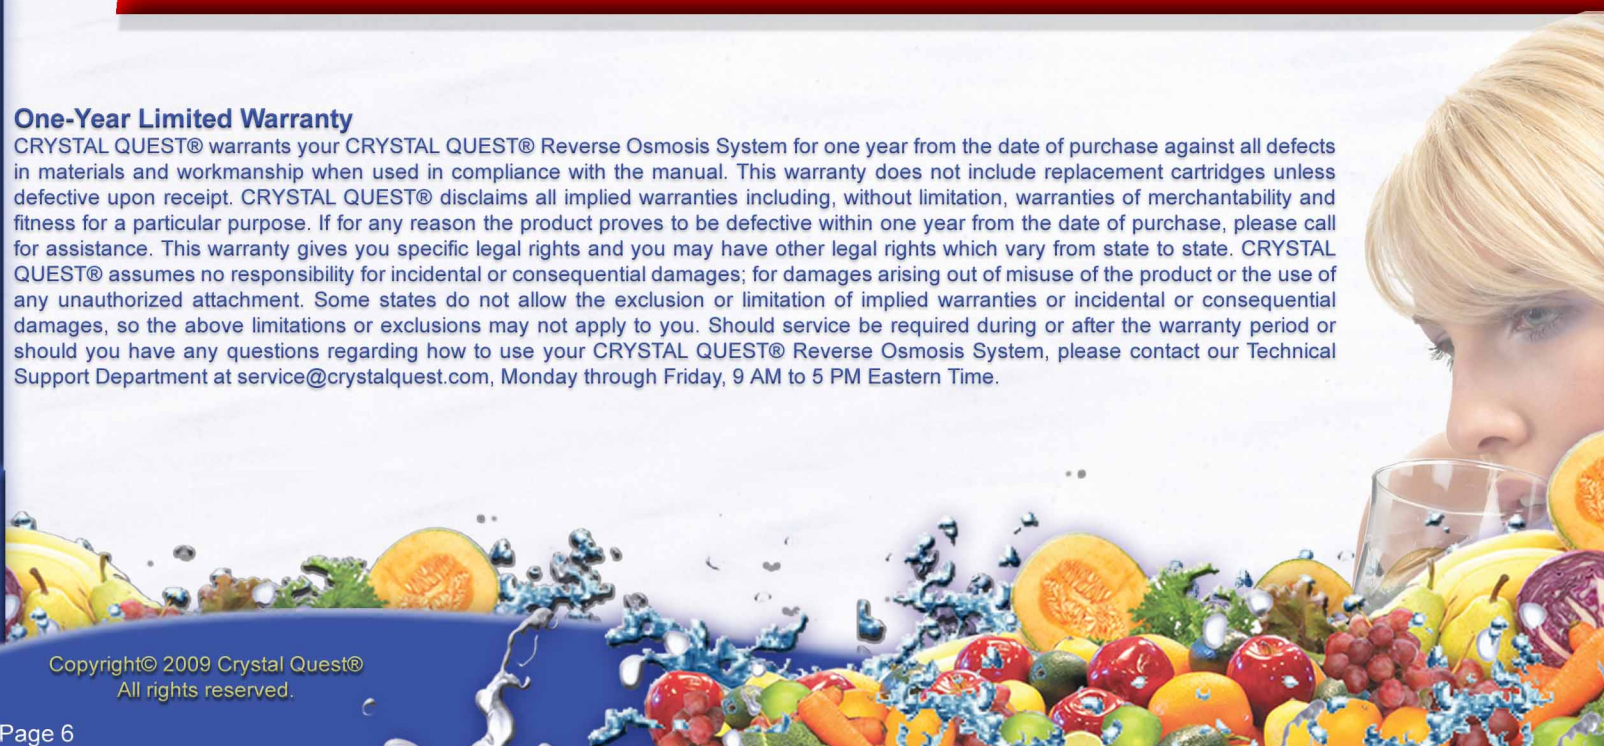 One-Year Limited Warranty
CRYSTAL QUEST® warrants your CRYSTAL QUEST® Reverse Osmosis System for one year from the date of purchase against all defects
in materials and workmanship when used in compliance with the manual. This warranty does not include replacement cartridges unless
defective upon receipt. CRYSTAL QUEST® disclaims all implied warranties including, without limitation, warranties of merchantability and
fitness for a particular purpose. If for any reason the product proves to be defective within one year from the date of purchase, please call
for assistance. This warranty gives you specific legal rights and you may have other legal rights which vary from state to state. CRYSTAL
QUEST® assumes no responsibility for incidental or consequential damages; for damages arising out of misuse of the product or the use of
any unauthorized attachment. Some states do not allow the exclusion or limitation of implied warranties or incidental or consequential
damages, so the above limitations or exclusions may not apply to you. Should service be required during or after the warranty period or
should you have any questions regarding how to use your CRYSTAL QUEST® Reverse Osmosis System, please contact our Technical
Support Department at service@crystalquest.com, Monday through Friday, 9 AM to 5 PM Eastern Time.
Copyright© 2009 Crystal Quest®
All rights reserved.
Page 6